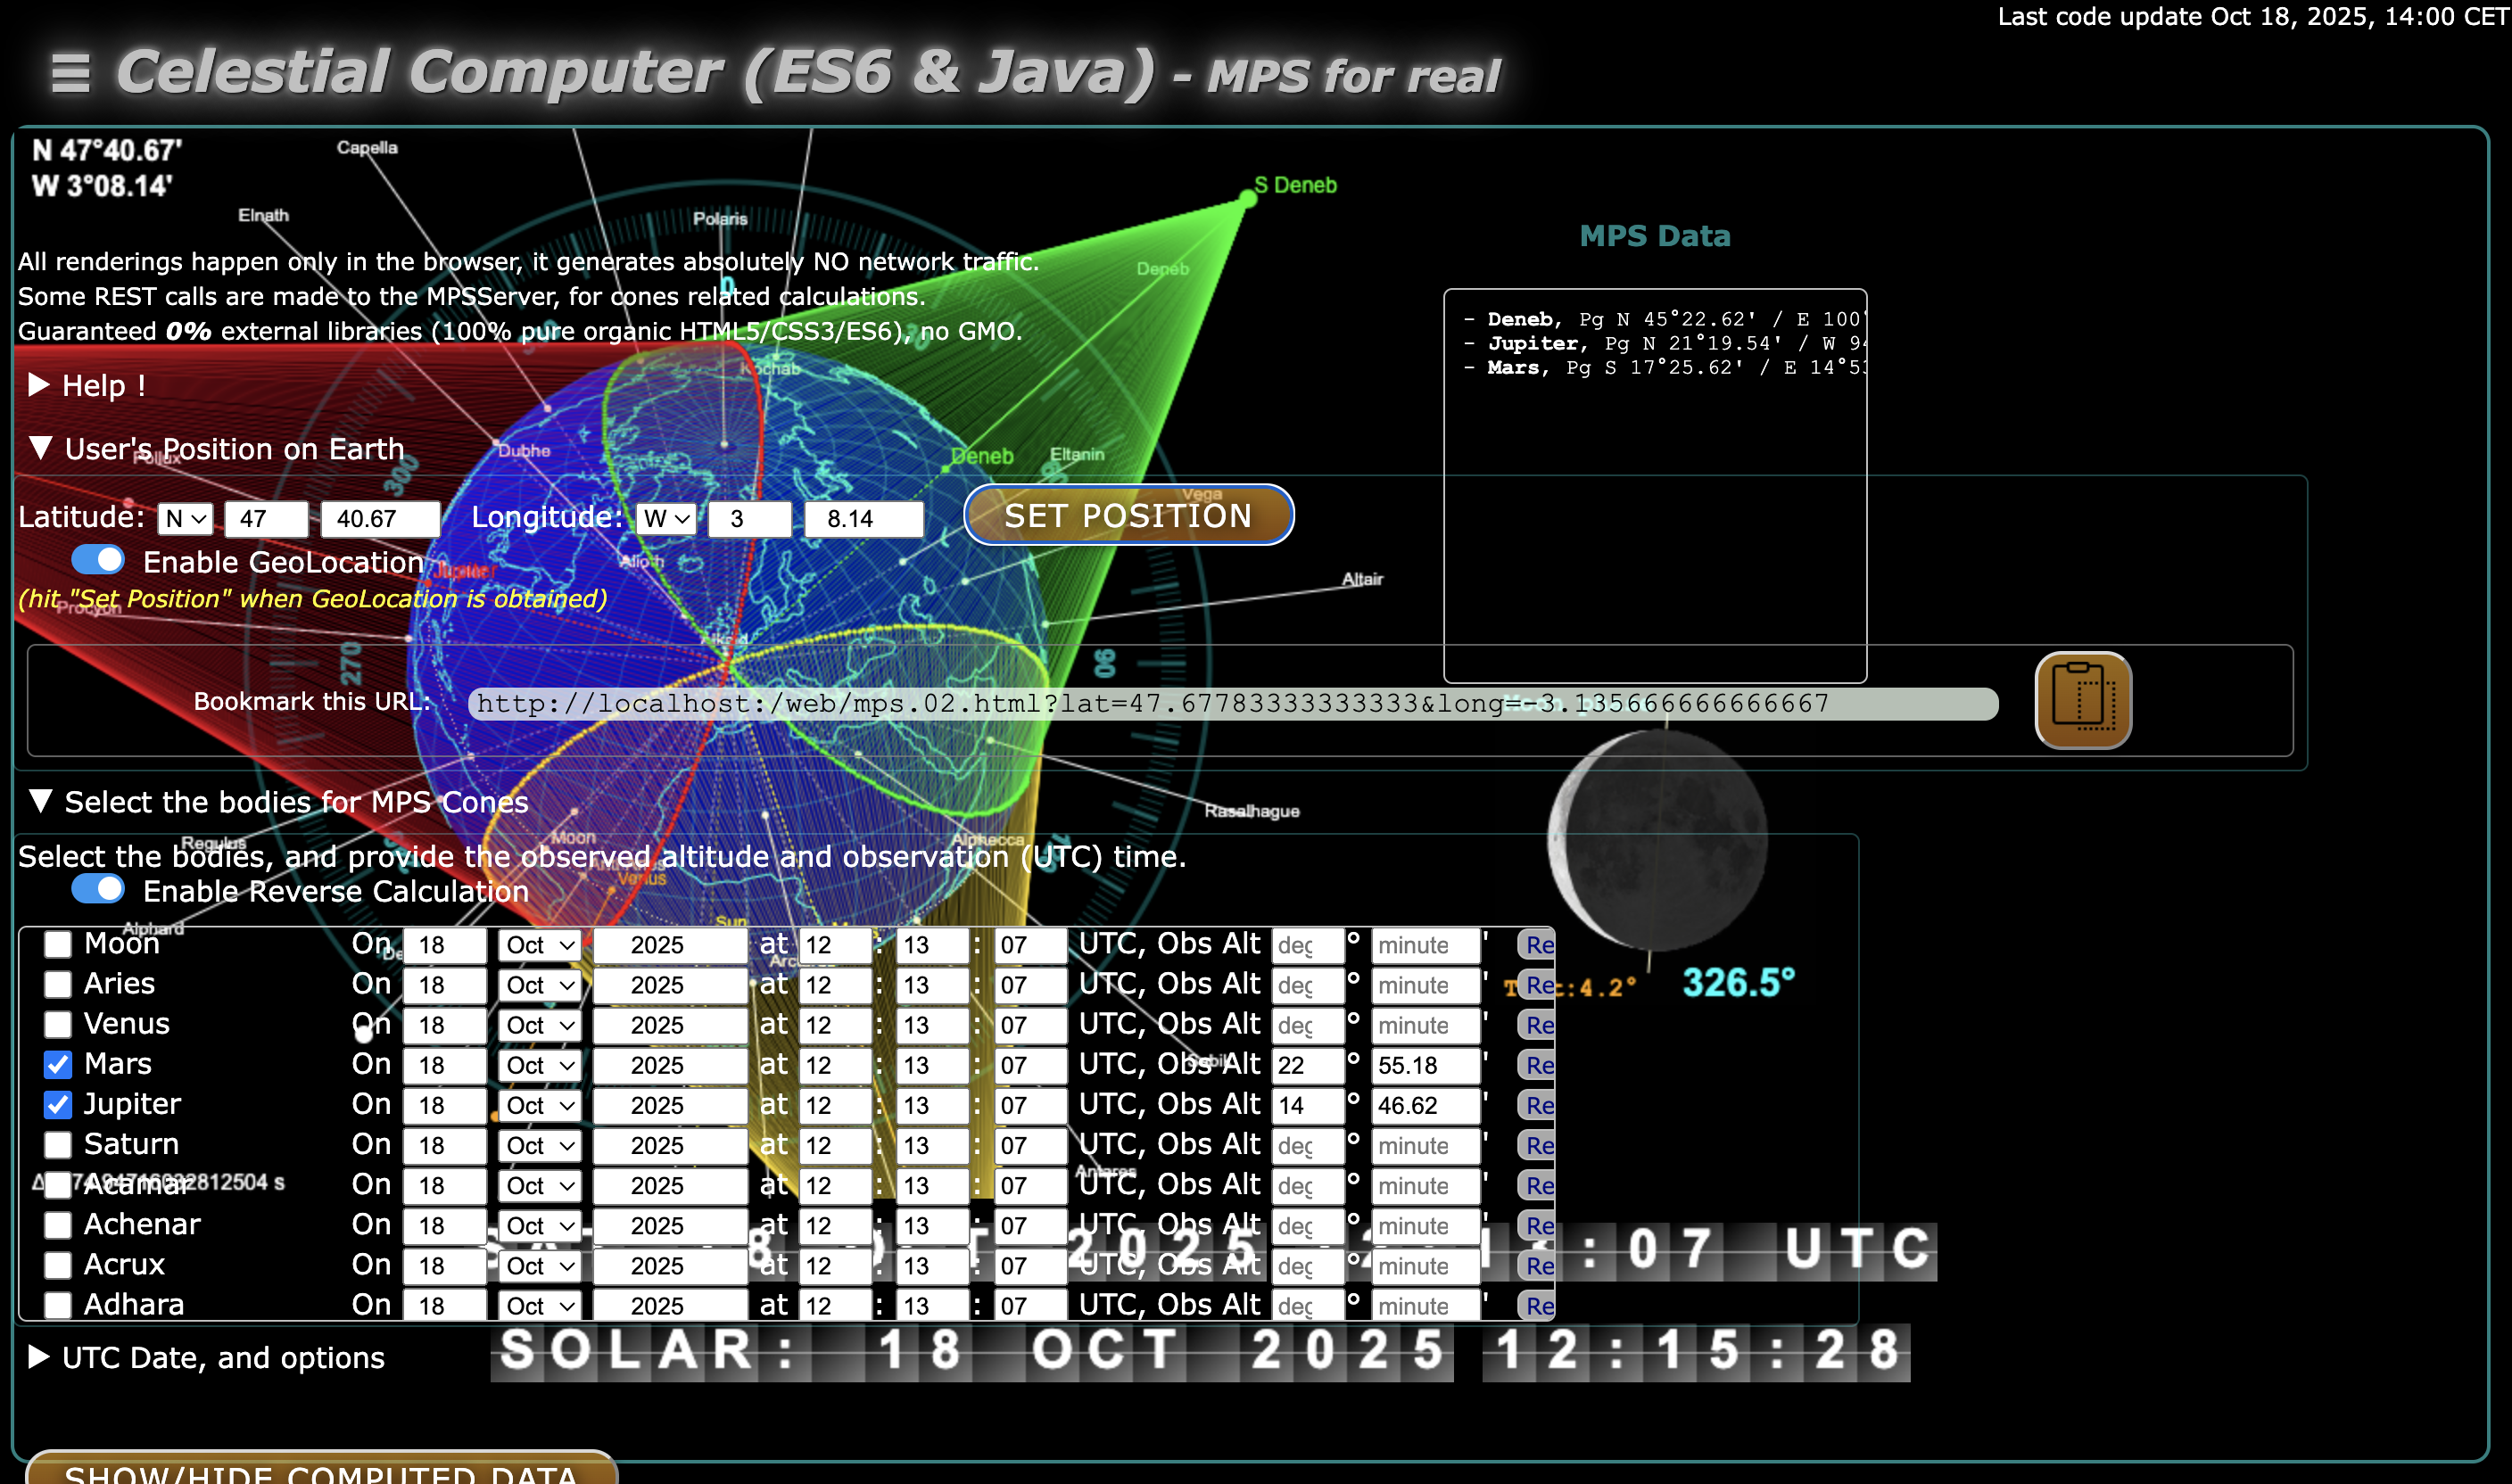 Last code update Oct 18, 2025, 14:00 CET
☰ Celestial Computer (ES6 & Java) - MPS for real
N 47°40.67'
W 3°08.14'
Capella
Elnath
Polaris
S Deneb
Deneb
MPS Data
All renderings happen only in the browser, it generates absolutely NO network traffic.
Some REST calls are made to the MPSServer, for cones related calculations.
Guaranteed 0% external libraries (100% pure organic HTML5/CSS3/ES6), no GMO.
0
- Deneb, Pg N 45°22.62' / E 100°
- Jupiter, Pg N 21°19.54' / W 94
- Mars, Pg S 17°25.62' / E 14°53
Kochab
▶ Help !
▼ User's Position on Earth
Pollux
Dubhe
Deneb
Eltanin
300
Vega
Latitude: N 47 40.67 Longitude: W 3 8.14 SET POSITION
Enable GeoLocation
Alioth
Jupiter
Altair
(hit "Set Position" when GeoLocation is obtained)
Procyon
Alkaid
270
90
Bookmark this URL: http://localhost:/web/mps.02.html?lat=47.67783333333333&long=-3.135666666666667
▼ Select the bodies for MPS Cones
Rasalhague
Regulus
Moon
Alphecca
Select the bodies, and provide the observed altitude and observation (UTC) time.
Enable Reverse Calculation
Venus
Alphard
Sun
Moon On 18 Oct 2025 at 12 : 13 : 07 UTC, Obs Alt deg ° minute ' Re
Aries On 18 Oct 2025 at 12 : 13 : 07 UTC, Obs Alt deg ° minute ' Re
326.5°
Venus On 18 Oct 2025 at 12 : 13 : 07 UTC, Obs Alt deg ° minute ' Re
Mars On 18 Oct 2025 at 12 : 13 : 07 UTC, Obs Alt 22 ° 55.18 ' Re
Jupiter On 18 Oct 2025 at 12 : 13 : 07 UTC, Obs Alt 14 ° 46.62 ' Re
Saturn On 18 Oct 2025 at 12 : 13 : 07 UTC, Obs Alt deg ° minute ' Re
Antares
Acamar On 18 Oct 2025 at 12 : 13 : 07 UTC, Obs Alt deg ° minute ' Re
Achenar On 18 Oct 2025 at 12 : 13 : 07 UTC, Obs Alt deg ° minute ' Re
2025 : 07 UTC
Acrux On 18 Oct 2025 at 12 : 13 : 07 UTC, Obs Alt deg ° minute ' Re
Adhara On 18 Oct 2025 at 12 : 13 : 07 UTC, Obs Alt deg ° minute ' Re
▶ UTC Date, and options
SOLAR: 18 OCT 2025 12:15:28
SHOW/HIDE COMPUTED DATA